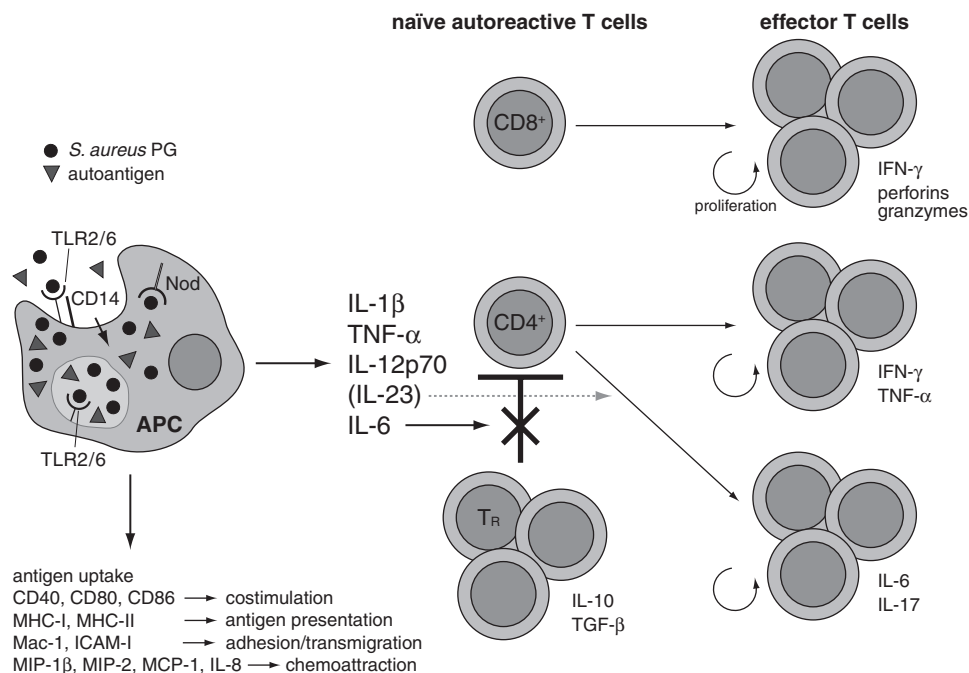 naïve autoreactive T cells
effector T cells
CD8+
S. aureus PG
autoantigen
proliferation
IFN-γ
perforins
granzymes
TLR2/6
CD14
Nod
APC
TLR2/6
IL-1β
TNF-α
IL-12p70
(IL-23)
IL-6
CD4+
IFN-γ
TNF-α
TR
IL-10
TGF-β
IL-6
IL-17
antigen uptake
CD40, CD80, CD86 → costimulation
MHC-I, MHC-II → antigen presentation
Mac-1, ICAM-I → adhesion/transmigration
MIP-1β, MIP-2, MCP-1, IL-8 → chemoattraction